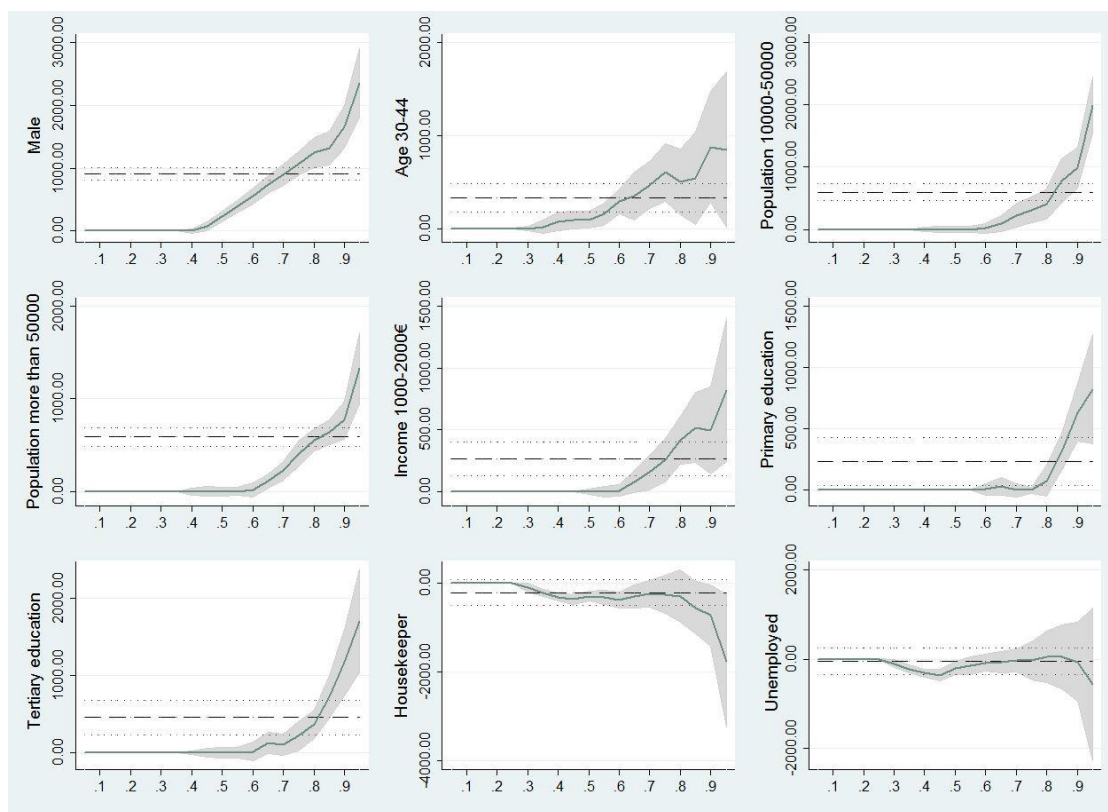 Male
0.00 1000.00 2000.00 3000.00
.1 .2 .3 .4 .5 .6 .7 .8 .9
Age 30-44
0.00 1000.00 2000.00
.1 .2 .3 .4 .5 .6 .7 .8 .9
Population 10000-50000
0.00 1000.00 2000.00 3000.00
.1 .2 .3 .4 .5 .6 .7 .8 .9
Population more than 50000
0.00 1000.00 2000.00
.1 .2 .3 .4 .5 .6 .7 .8 .9
Income 1000-2000€
0.00 500.00 1000.00 1500.00
.1 .2 .3 .4 .5 .6 .7 .8 .9
Primary education
0.00 500.00 1000.00 1500.00
.1 .2 .3 .4 .5 .6 .7 .8 .9
Tertiary education
0.00 1000.00 2000.00
.1 .2 .3 .4 .5 .6 .7 .8 .9
Housekeeper
-4000.00 -2000.00 0.00
.1 .2 .3 .4 .5 .6 .7 .8 .9
Unemployed
-2000.00 0.00 2000.00
.1 .2 .3 .4 .5 .6 .7 .8 .9